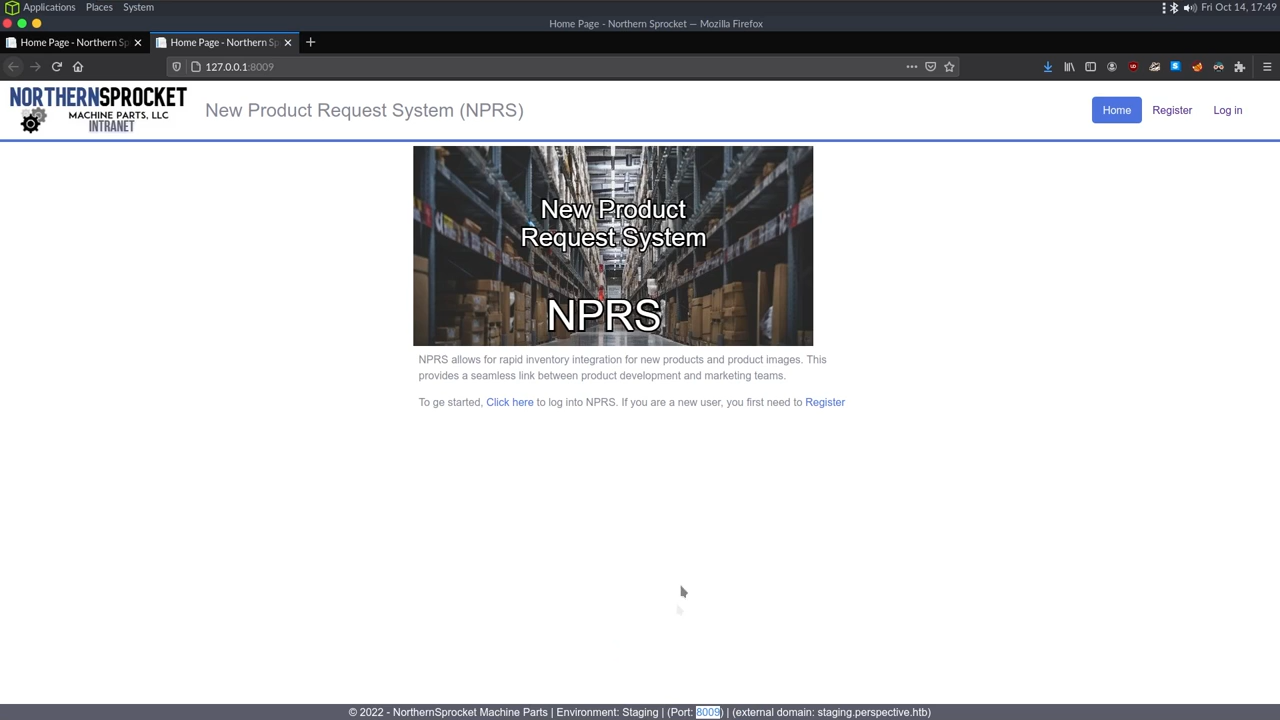 Applications Places System
Fri Oct 14, 17:49
Home Page - Northern Sprocket — Mozilla Firefox
Home Page - Northern Sp
Home Page - Northern Sp
127.0.0.1:8009
NORTHERNSPROCKET
MACHINE PARTS, LLC
INTRANET
New Product Request System (NPRS)
Home Register Log in
New Product
Request System
NPRS
NPRS allows for rapid inventory integration for new products and product images. This
provides a seamless link between product development and marketing teams.
To ge started, Click here to log into NPRS. If you are a new user, you first need to Register
© 2022 - NorthernSprocket Machine Parts | Environment: Staging | (Port: 8009) | (external domain: staging.perspective.htb)